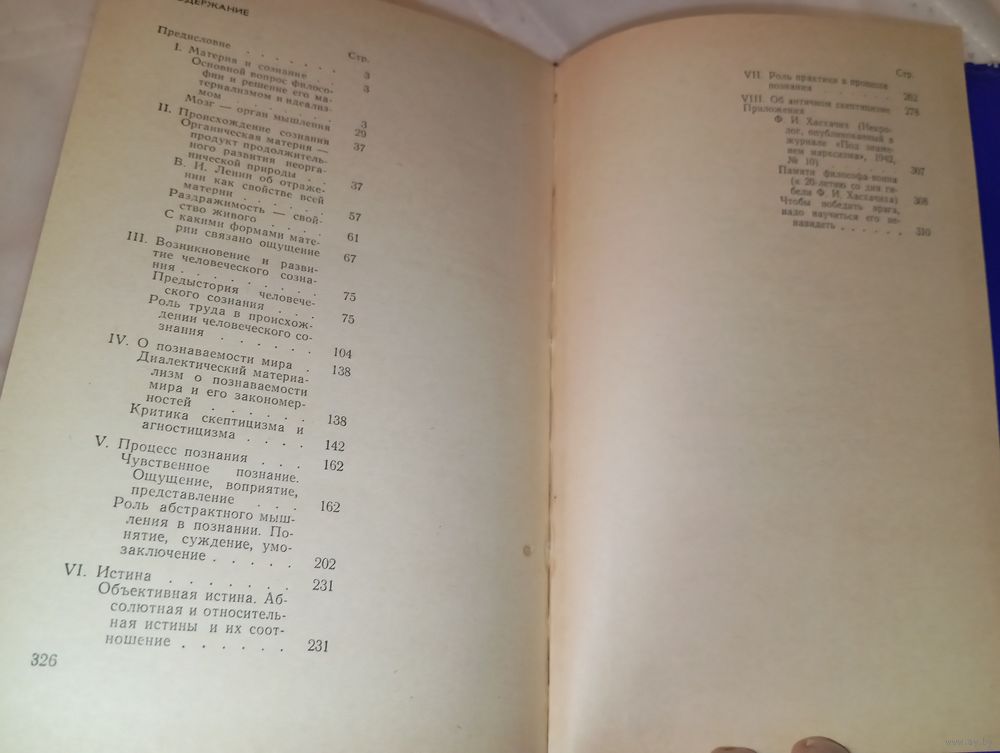 СОДЕРЖАНИЕ
Стр.
Предисловие . . . . . . 3
I. Материя и сознание . . 3
Основной вопрос филосо-
фии и решение его ма-
териализмом и идеализ-
мом . . . . . . 3
Мозг — орган мышления 29
II. Происхождение сознания 37
Органическая материя —
продукт продолжитель-
ного развития неорга-
нической природы . . 37
В. И. Ленин об отраже-
нии как свойстве всей
материи . . . . . 57
Раздражимость — свой-
ство живого . . . . 61
С какими формами мате-
рии связано ощущение 67
III. Возникновение и разви-
тие человеческого созна-
ния . . . . . . . . 75
Предыстория человече-
ского сознания . . . 75
Роль труда в происхож-
дении человеческого со-
знания . . . . . . 104
IV. О познаваемости мира . 138
Диалектический матери-
ализм о познаваемости
мира и его закономер-
ностей . . . . . . 138
Критика скептицизма и
агностицизма . . . . 142
V. Процесс познания . . . 162
Чувственное познание.
Ощущение, воприятие,
представление . . . 162
Роль абстрактного мыш-
ления в познании. По-
нятие, суждение, умо-
заключение . . . . . 202
VI. Истина . . . . . . . 231
Объективная истина. Аб-
солютная и относитель-
ная истины и их соот-
ношение . . . . . . 231
326
Стр.
VII. Роль практики в процессе
познания . . . . . . 262
VIII. Об античном скептицизме 278
Приложения
Ф. И. Хасхачих (Некро-
лог, опубликованный в
журнале «Под знаме-
нем марксизма», 1942,
№ 10) . . . . . . 307
Памяти философа-воина
(к 20-летию со дня ги-
бели Ф. И. Хасхачиха) 308
Чтобы победить врага,
надо научиться его не-
навидеть . . . . . . 310